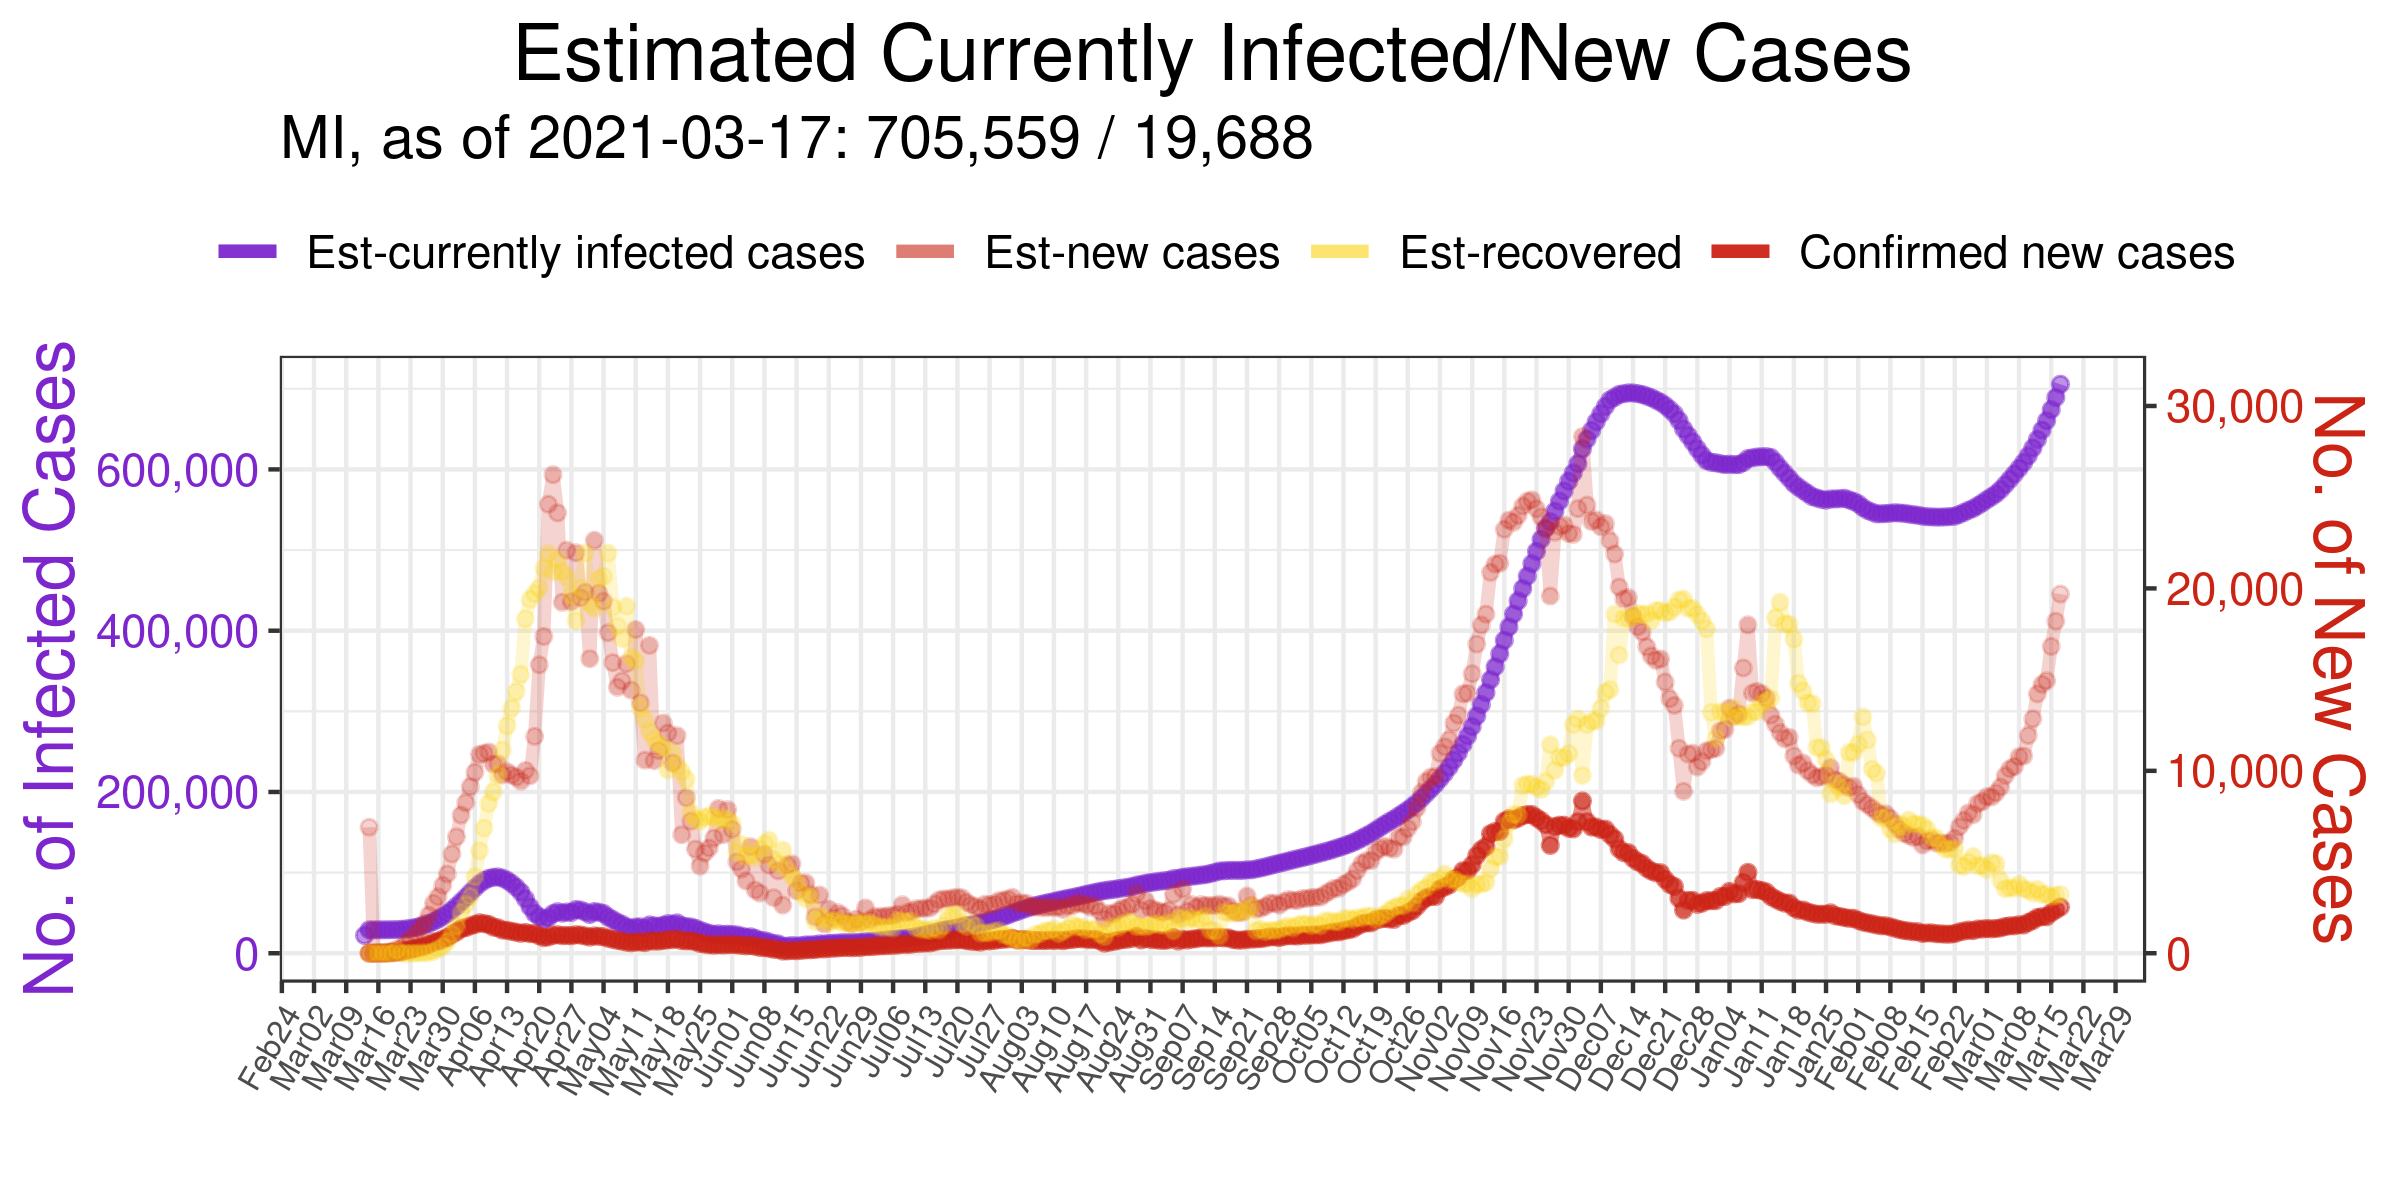 Estimated Currently Infected/New Cases
MI, as of 2021-03-17: 705,559 / 19,688
Est-currently infected cases Est-new cases Est-recovered Confirmed new cases
No. of Infected Cases
600,000
400,000
200,000
0
30,000
20,000
10,000
0
No. of New Cases
Feb24 Mar02 Mar09 Mar16 Mar23 Mar30 Apr06 Apr13 Apr20 Apr27 May04 May11 May18 May25 Jun01 Jun08 Jun15 Jun22 Jun29 Jul06 Jul13 Jul20 Jul27 Aug03 Aug10 Aug17 Aug24 Aug31 Sep07 Sep14 Sep21 Sep28 Oct05 Oct12 Oct19 Oct26 Nov02 Nov09 Nov16 Nov23 Nov30 Dec07 Dec14 Dec21 Dec28 Jan04 Jan11 Jan18 Jan25 Feb01 Feb08 Feb15 Feb22 Mar01 Mar08 Mar15 Mar22 Mar29